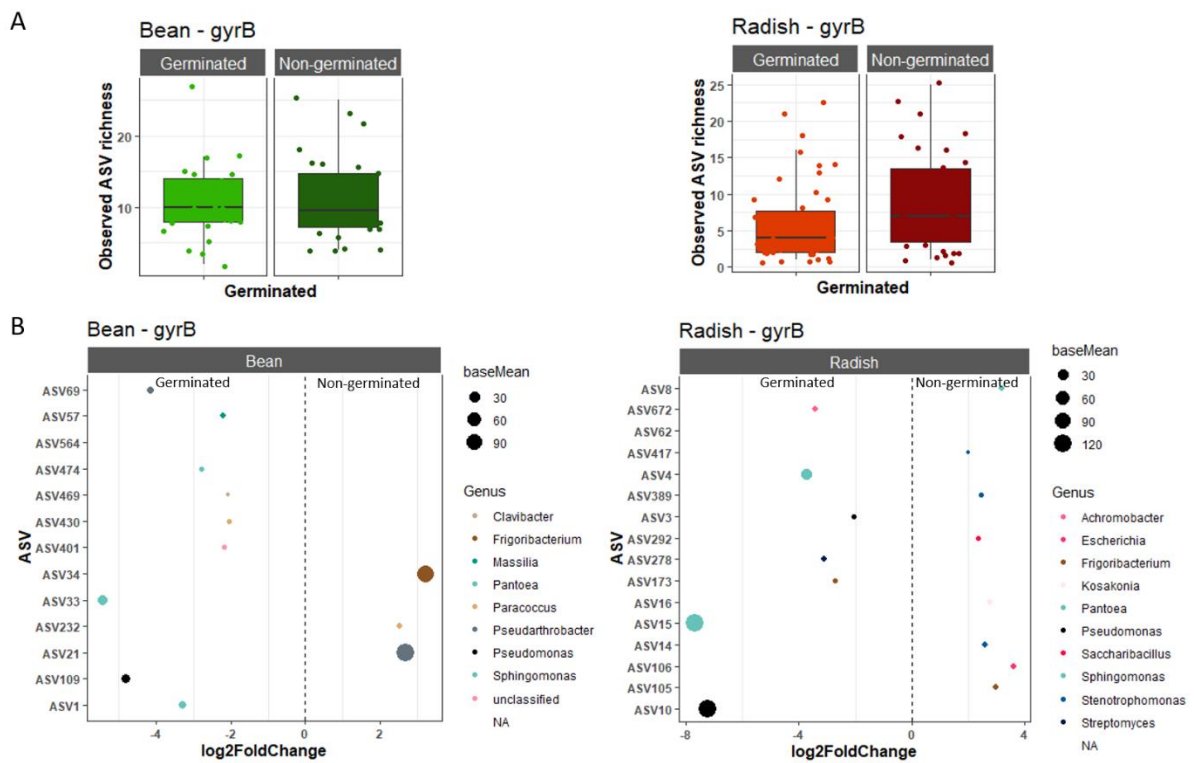 A
Bean - gyrB
Germinated
Non-germinated
Observed ASV richness
20
10
Germinated
Radish - gyrB
Germinated
Non-germinated
Observed ASV richness
25
20
15
10
5
0
Germinated
B
Bean - gyrB
Bean
Germinated
Non-germinated
ASV
ASV69
ASV57
ASV564
ASV474
ASV469
ASV430
ASV401
ASV34
ASV33
ASV232
ASV21
ASV109
ASV1
-4
-2
0
2
log2FoldChange
baseMean
30
60
90
Genus
Clavibacter
Frigoribacterium
Massilia
Pantoea
Paracoccus
Pseudarthrobacter
Pseudomonas
Sphingomonas
unclassified
NA
Radish - gyrB
Radish
Germinated
Non-germinated
ASV
ASV8
ASV672
ASV62
ASV417
ASV4
ASV389
ASV3
ASV292
ASV278
ASV173
ASV16
ASV15
ASV14
ASV106
ASV105
ASV10
-8
-4
0
4
log2FoldChange
baseMean
30
60
90
120
Genus
Achromobacter
Escherichia
Frigoribacterium
Kosakonia
Pantoea
Pseudomonas
Saccharibacillus
Sphingomonas
Stenotrophomonas
Streptomyces
NA